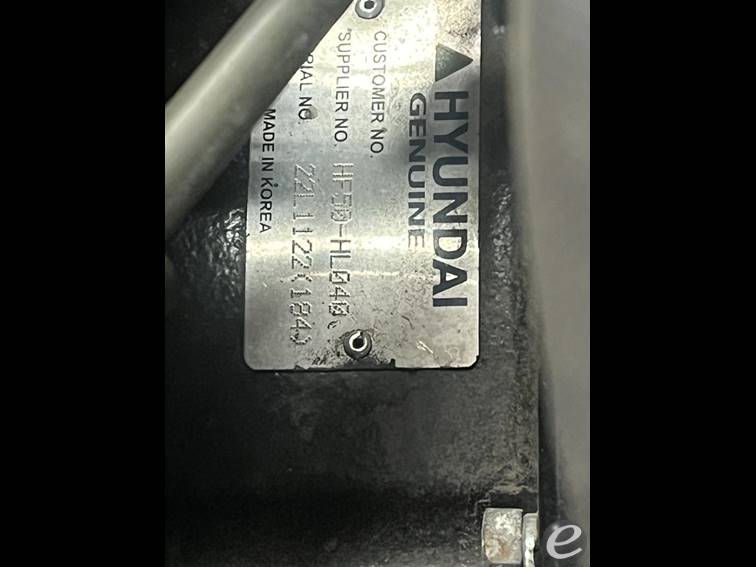 HYUNDAI
GENUINE
CUSTOMER NO.
SUPPLIER NO. HF50-HL040
RIAL NO. 22L1122(184)
MADE IN KOREA
e